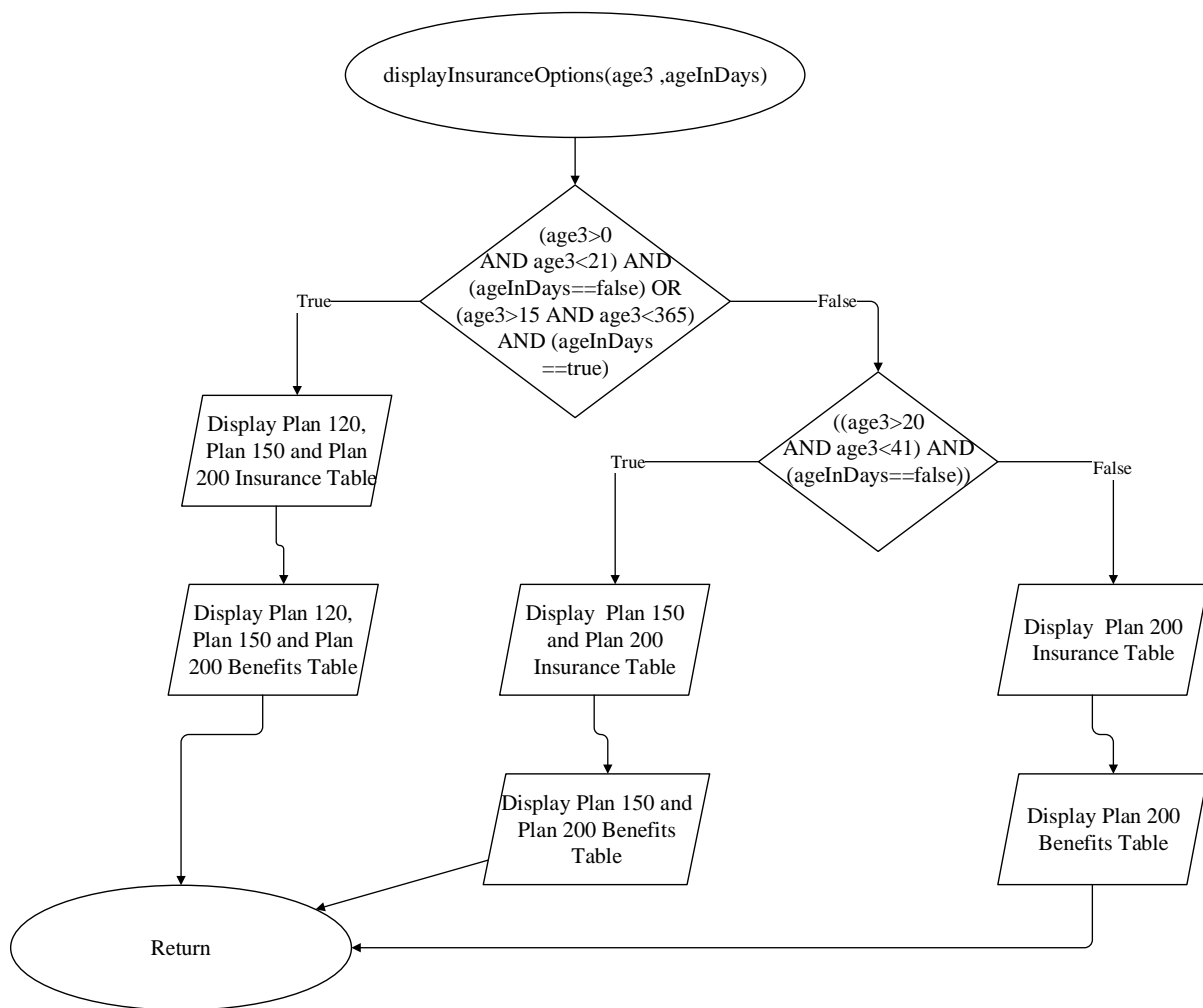 displayInsuranceOptions(age3 ,ageInDays)
(age3>0
AND age3<21) AND
(ageInDays==false) OR
(age3>15 AND age3<365)
AND (ageInDays
==true)
True
False
Display Plan 120,
Plan 150 and Plan
200 Insurance Table
((age3>20
AND age3<41) AND
(ageInDays==false))
True
False
Display Plan 120,
Plan 150 and Plan
200 Benefits Table
Display Plan 150
and Plan 200
Insurance Table
Display Plan 200
Insurance Table
Display Plan 150 and
Plan 200 Benefits
Table
Display Plan 200
Benefits Table
Return